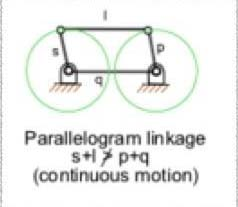 l
s
p
q
Parallelogram linkage
s+l ≯ p+q
(continuous motion)